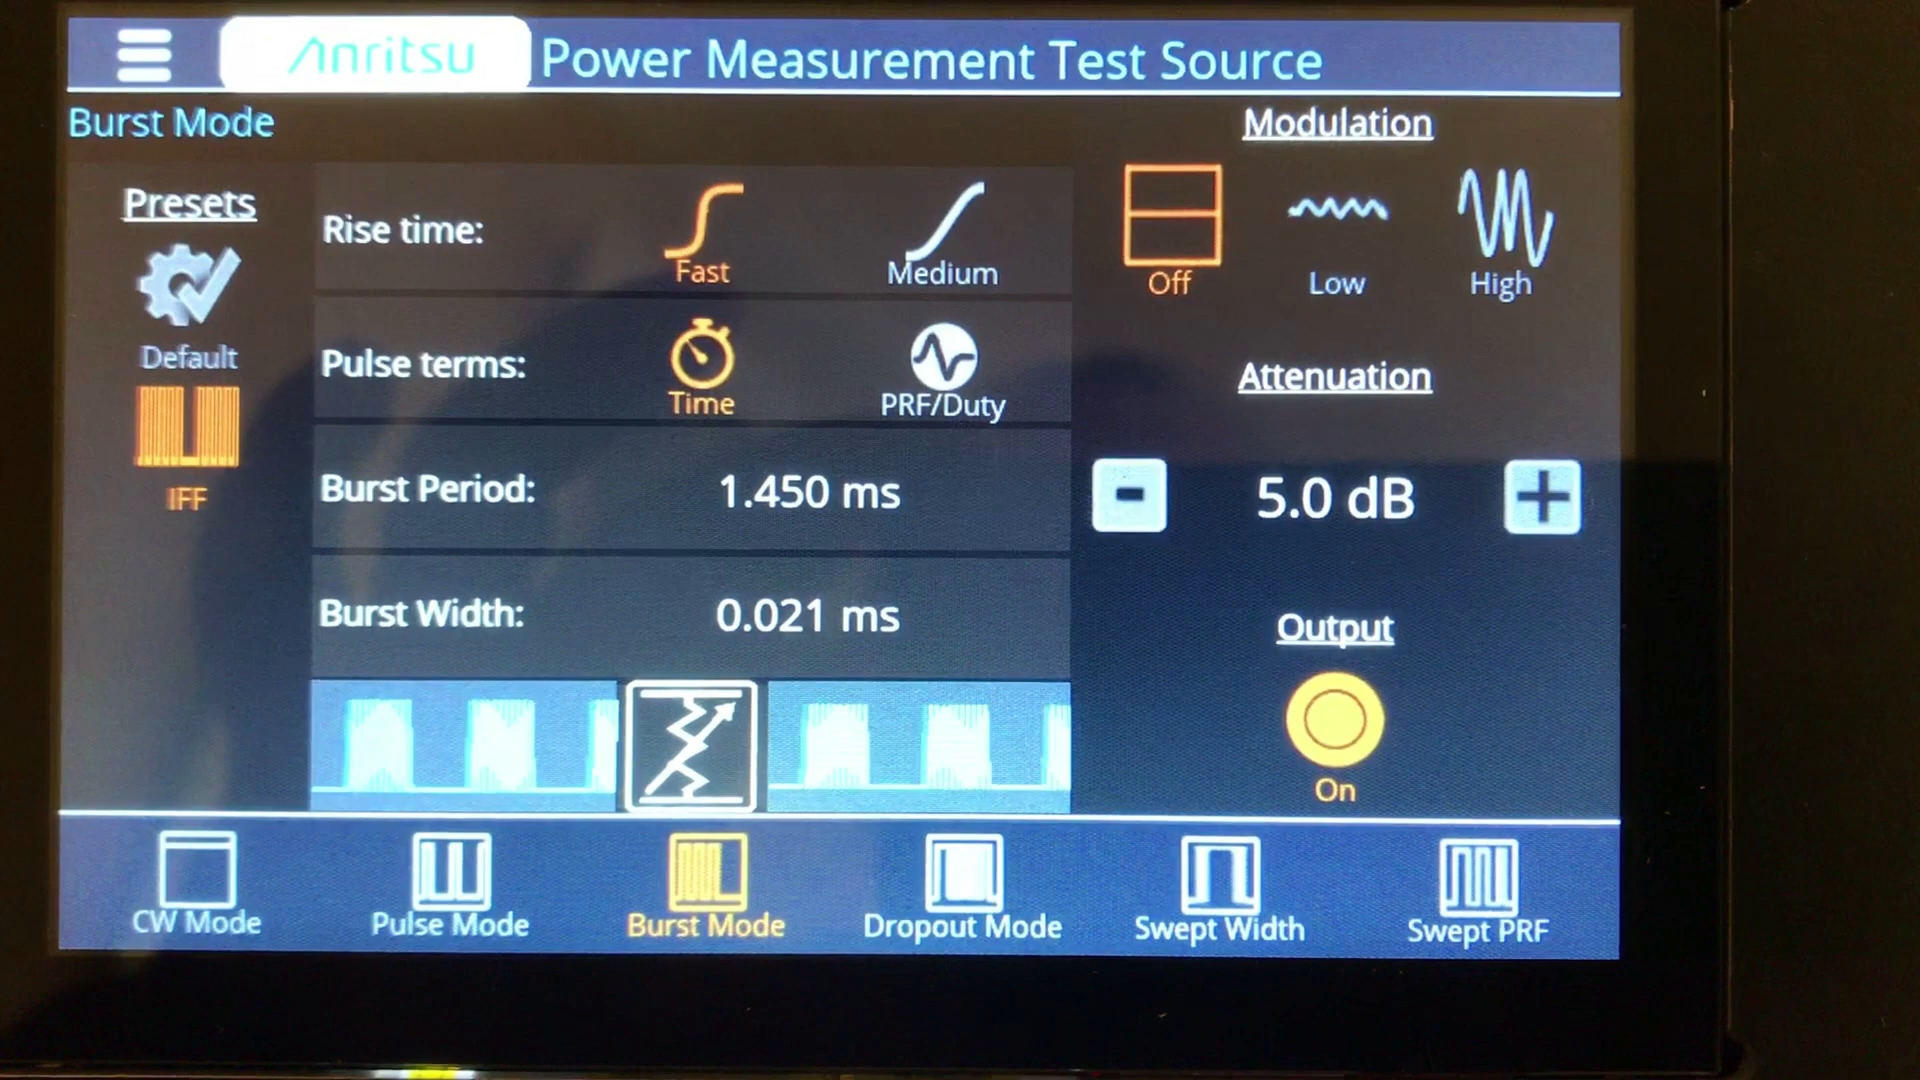 Anritsu Power Measurement Test Source
Burst Mode
Presets
Default
IFF
Rise time:
Fast
Medium
Pulse terms:
Time
PRF/Duty
Burst Period:
1.450 ms
Burst Width:
0.021 ms
Modulation
Off
Low
High
Attenuation
- 5.0 dB +
Output
On
CW Mode
Pulse Mode
Burst Mode
Dropout Mode
Swept Width
Swept PRF